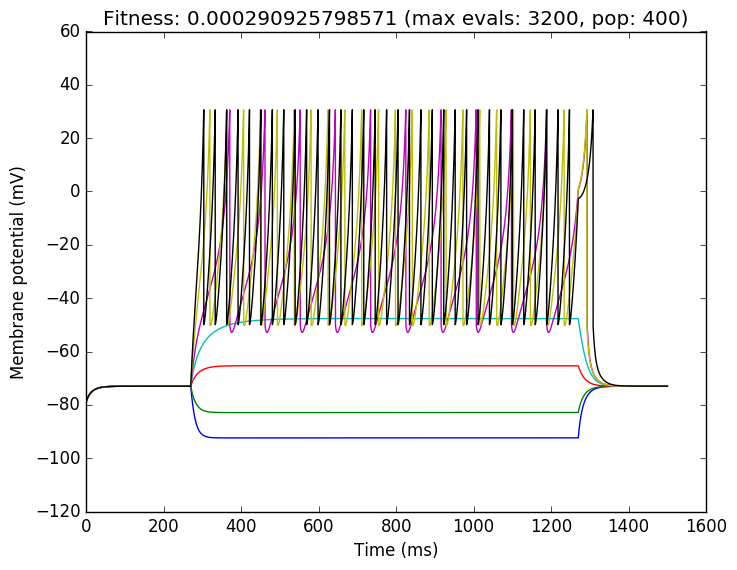 Fitness: 0.000290925798571 (max evals: 3200, pop: 400)
60
40
20
0
−20
−40
−60
−80
−100
−120
Membrane potential (mV)
0 200 400 600 800 1000 1200 1400 1600
Time (ms)